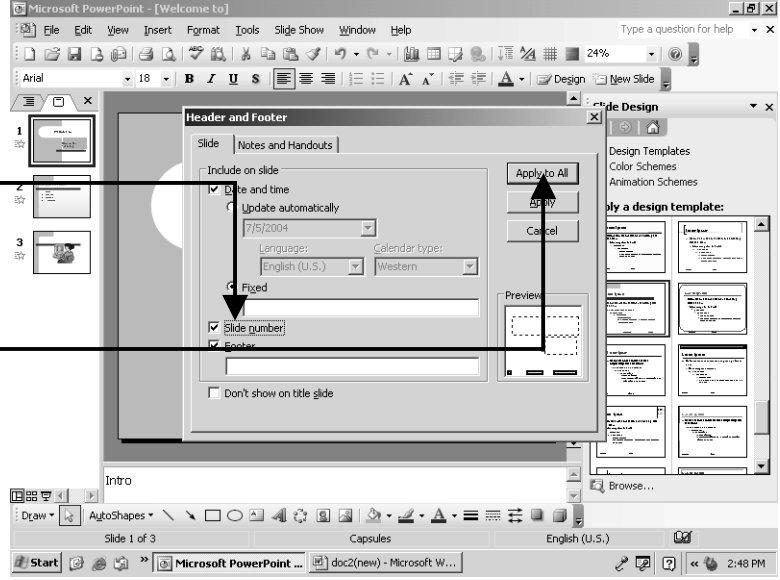 Microsoft PowerPoint - [Welcome to]
File Edit View Insert Format Tools Slide Show Window Help Type a question for help
24%
Arial 18 B I U S Design New Slide
1
2
3
Header and Footer
Slide Notes and Handouts
Include on slide
Date and time
Update automatically
7/5/2004
Language: Calendar type:
English (U.S.) Western
Fixed
Slide number
Footer
Don't show on title slide
Apply to All
Apply
Cancel
Preview
Slide Design
Design Templates
Color Schemes
Animation Schemes
ply a design template:
Browse...
Intro
Draw AutoShapes
Slide 1 of 3 Capsules English (U.S.)
Start Microsoft PowerPoint ... doc2(new) - Microsoft W... 2:48 PM